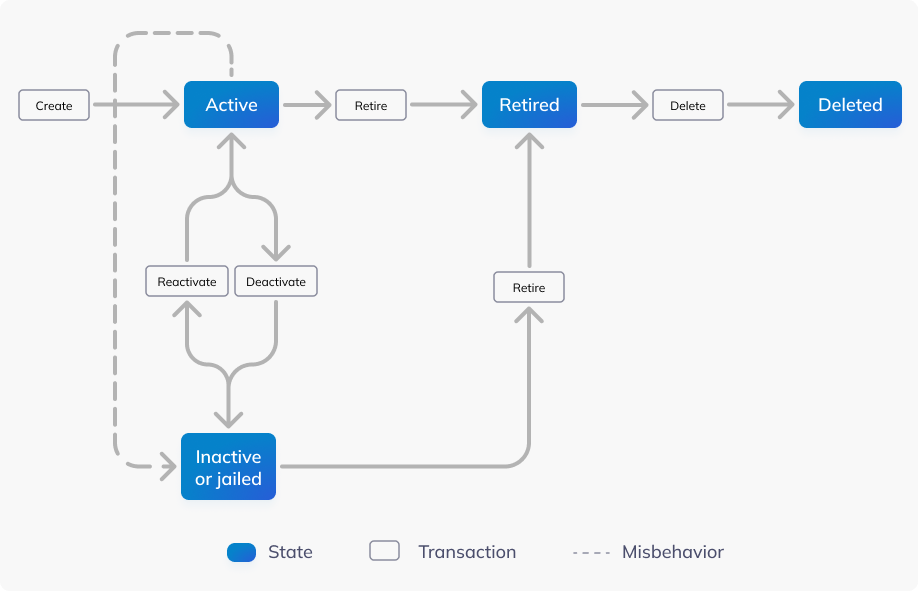 Create
Active
Retire
Retired
Delete
Deleted
Reactivate
Deactivate
Retire
Inactive
or jailed
State
Transaction
Misbehavior